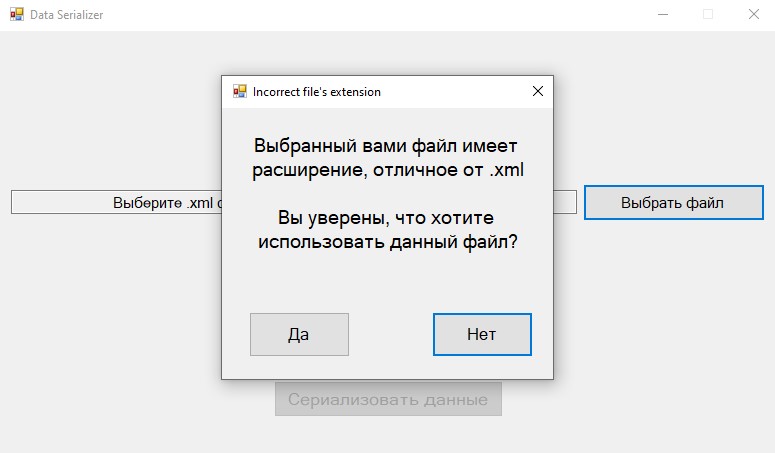 Data Serializer
Incorrect file's extension
Выбранный вами файл имеет
расширение, отличное от .xml
Выберите .xml
Выбрать файл
Вы уверены, что хотите
использовать данный файл?
Да
Нет
Сериализовать данные